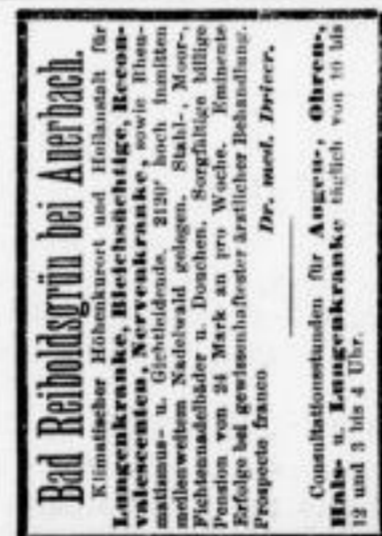 Bad Reiboldsgrün bei Auerbach.
Klimatischer Höhenkurort und Heilanstalt für
Lungenkranke, Bleichsüchtige, Recon-
valescenten, Nervenkranke, sowie Rheu-
matismus- u. Gichtleidende, 2120' hoch inmitten
meilenweitem Nadelwald gelegen. Stahl-, Moor-,
Fichtennadelbäder u. Douchen. Sorgfältige billige
Pension von 24 Mark an pro Woche. Eminente
Erfolge bei gewissenhaftester ärztlicher Behandlung.
Prospecte franco Dr. med. Driver.
Consultationsstunden für Augen-, Ohren-,
Hals- u. Lungenkranke täglich von 10 bis
12 und 3 bis 4 Uhr.